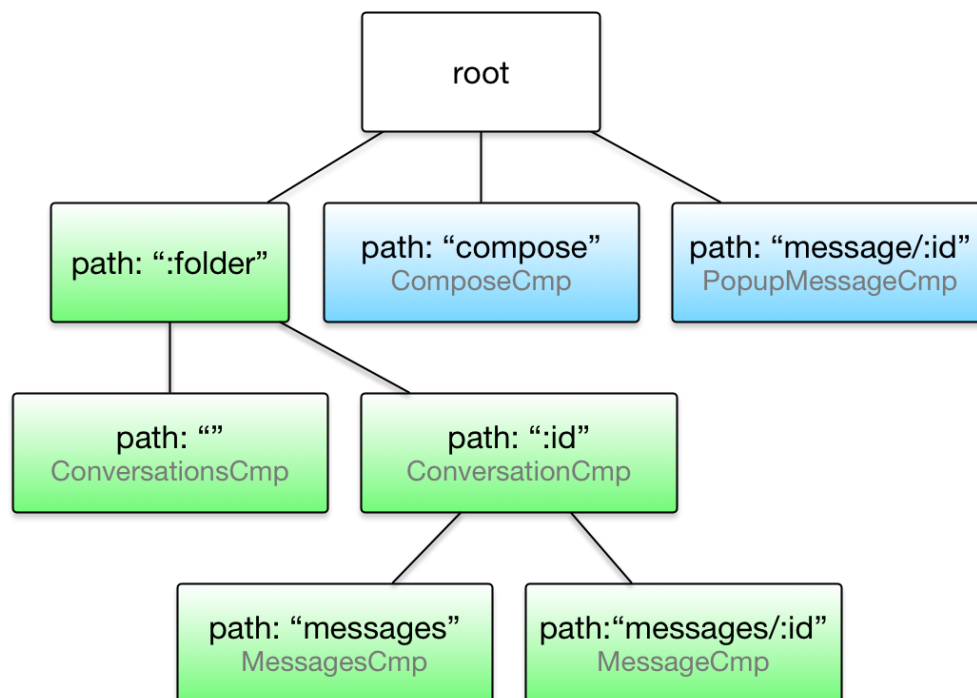 root
path: “:folder”
path: “compose”
ComposeCmp
path: “message/:id”
PopupMessageCmp
path: “”
ConversationsCmp
path: “:id”
ConversationCmp
path: “messages”
MessagesCmp
path:“messages/:id”
MessageCmp